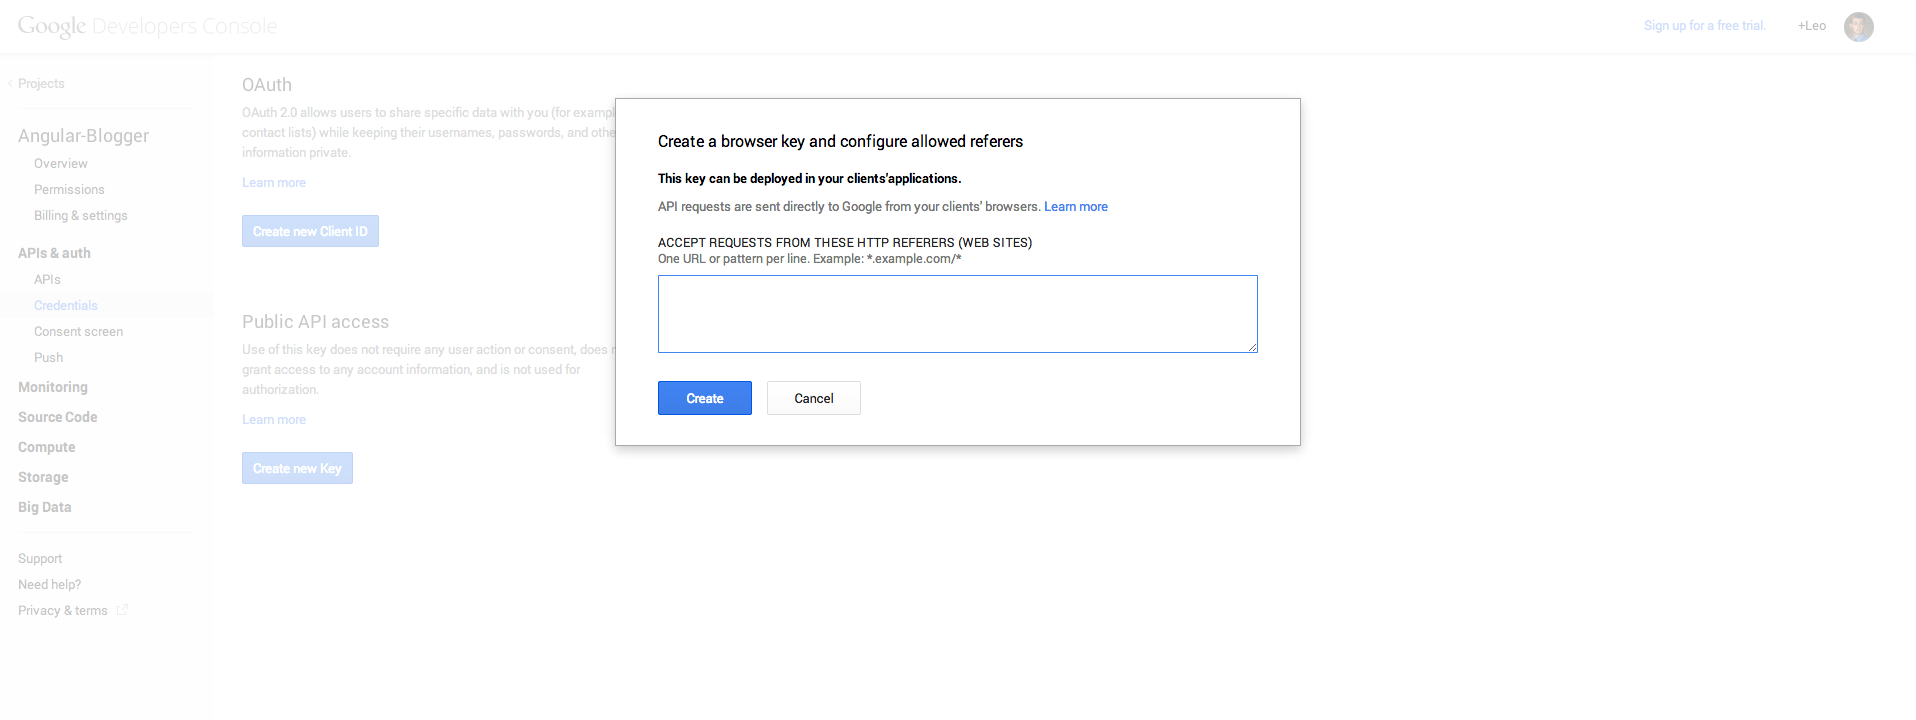 Google Developers Console
Sign up for a free trial.
+Leo
Projects
Angular-Blogger
Overview
Permissions
Billing & settings
APIs & auth
APIs
Credentials
Consent screen
Push
Monitoring
Source Code
Compute
Storage
Big Data
Support
Need help?
Privacy & terms
OAuth
OAuth 2.0 allows users to share specific data with you (for exampl
contact lists) while keeping their usernames, passwords, and othe
information private.
Learn more
Create new Client ID
Public API access
Use of this key does not require any user action or consent, does
grant access to any account information, and is not used for
authorization.
Learn more
Create new Key
Create a browser key and configure allowed referers
This key can be deployed in your clients'applications.
API requests are sent directly to Google from your clients' browsers. Learn more
ACCEPT REQUESTS FROM THESE HTTP REFERERS (WEB SITES)
One URL or pattern per line. Example: *.example.com/*
Create
Cancel